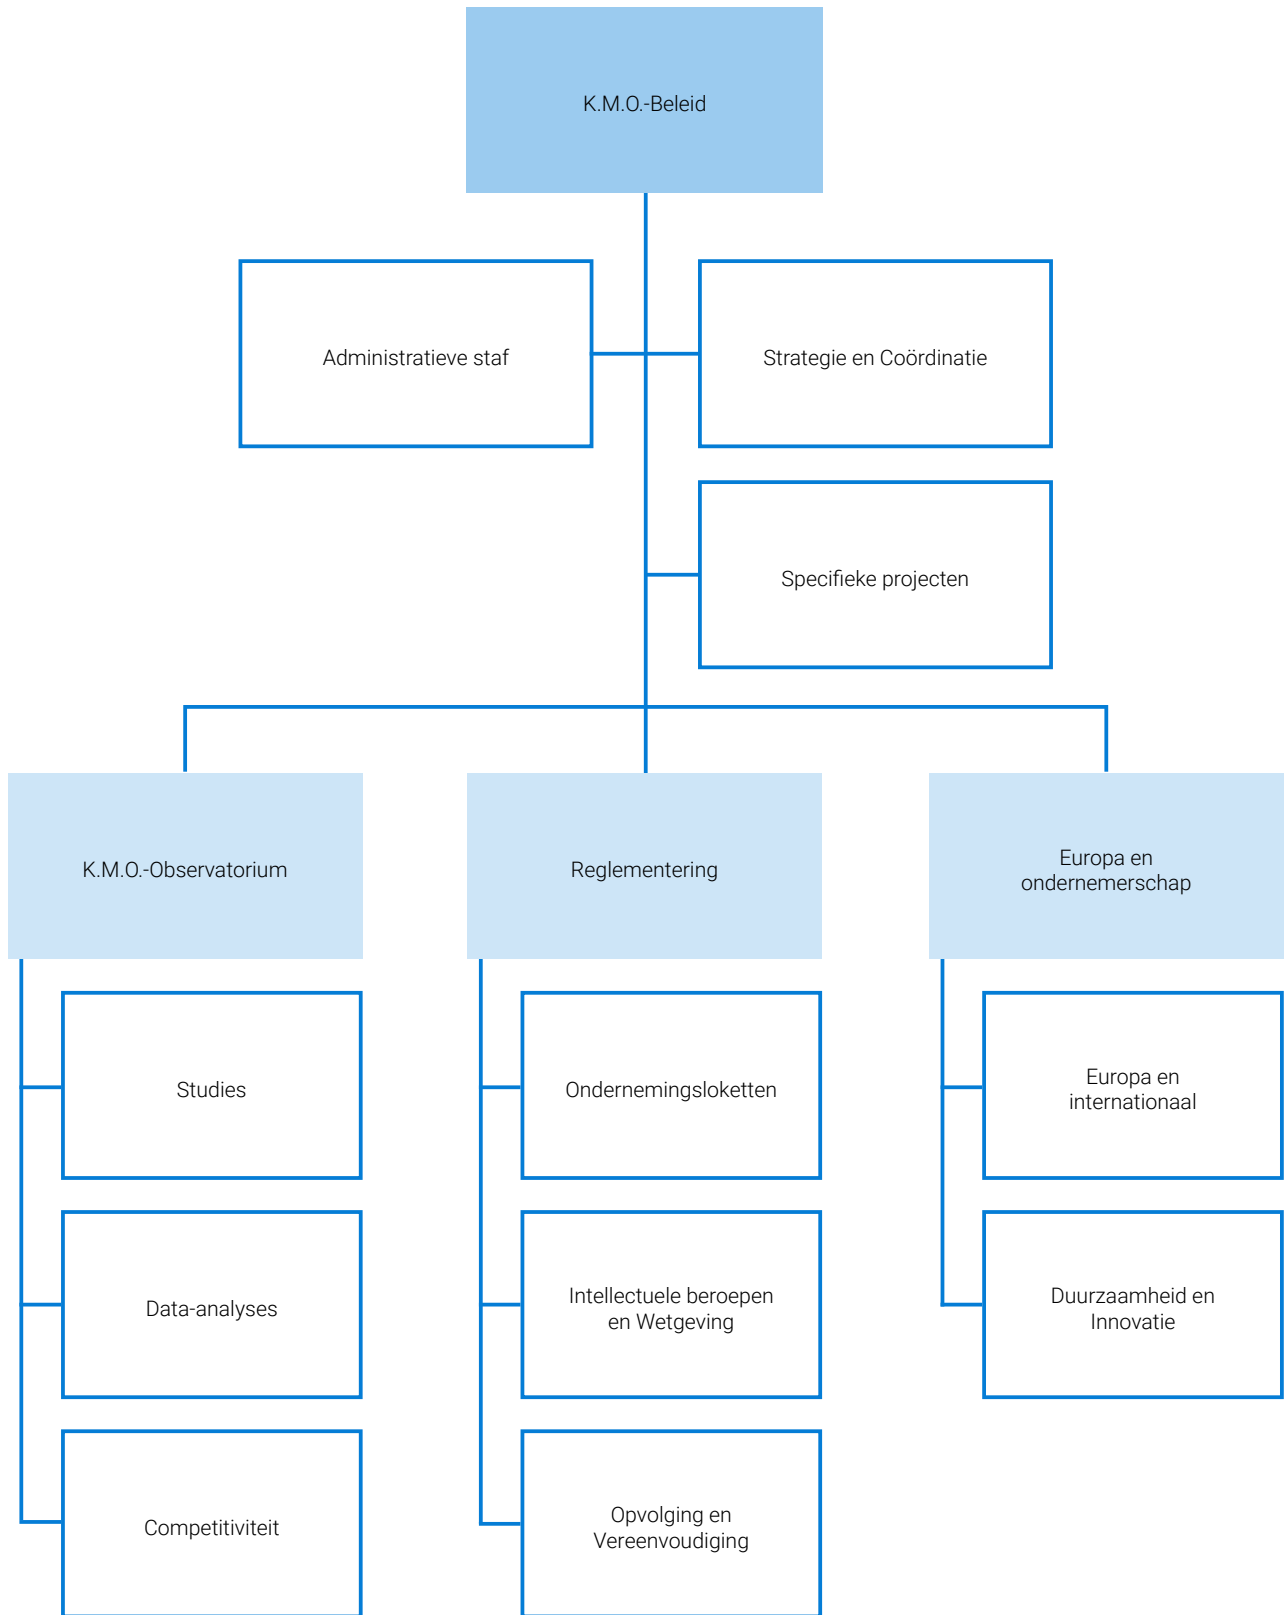 K.M.O.-Beleid
Administratieve staf
Strategie en Coördinatie
Specifieke projecten
K.M.O.-Observatorium
Reglementering
Europa en
ondernemerschap
Studies
Ondernemingsloketten
Europa en
internationaal
Data-analyses
Intellectuele beroepen
en Wetgeving
Duurzaamheid en
Innovatie
Competitiviteit
Opvolging en
Vereenvoudiging